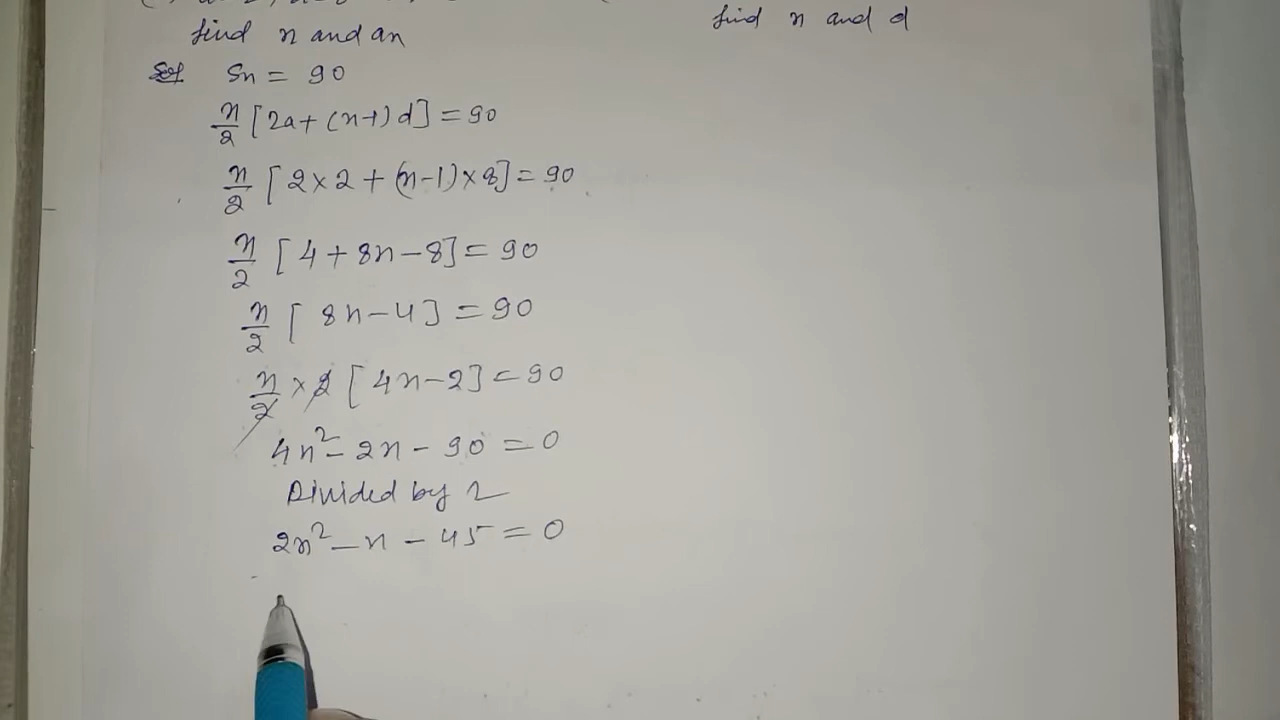 find n and an
find n and d
Sol Sn = 90
n/2 [2a + (n-1) d] = 90
n/2 [2×2 + (n-1)×8] = 90
n/2 [4 + 8n - 8] = 90
n/2 [8n - 4] = 90
n/2 × 2 [4n - 2] = 90
4n² - 2n - 90 = 0
Divided by 2
2n² - n - 45 = 0